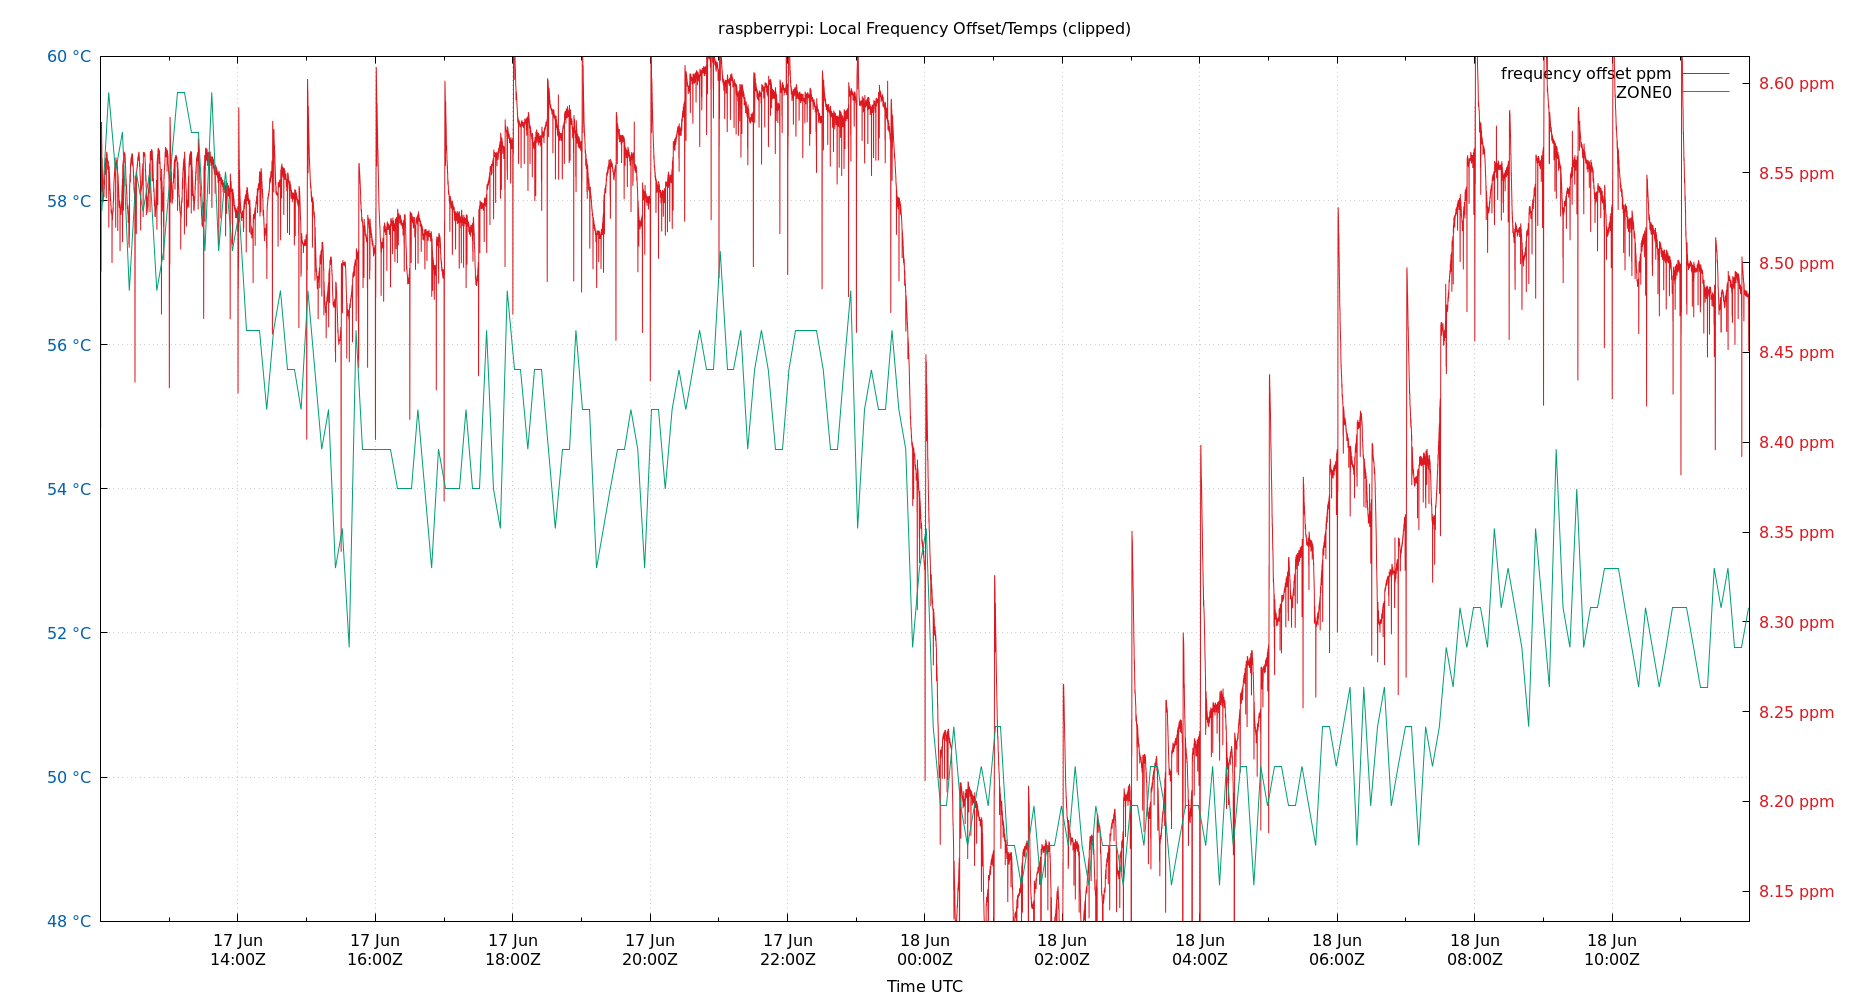 raspberrypi: Local Frequency Offset/Temps (clipped)
60 °C
58 °C
56 °C
54 °C
52 °C
50 °C
48 °C
frequency offset ppm
ZONE0
8.60 ppm
8.55 ppm
8.50 ppm
8.45 ppm
8.40 ppm
8.35 ppm
8.30 ppm
8.25 ppm
8.20 ppm
8.15 ppm
17 Jun
14:00Z
17 Jun
16:00Z
17 Jun
18:00Z
17 Jun
20:00Z
17 Jun
22:00Z
18 Jun
00:00Z
18 Jun
02:00Z
18 Jun
04:00Z
18 Jun
06:00Z
18 Jun
08:00Z
18 Jun
10:00Z
Time UTC